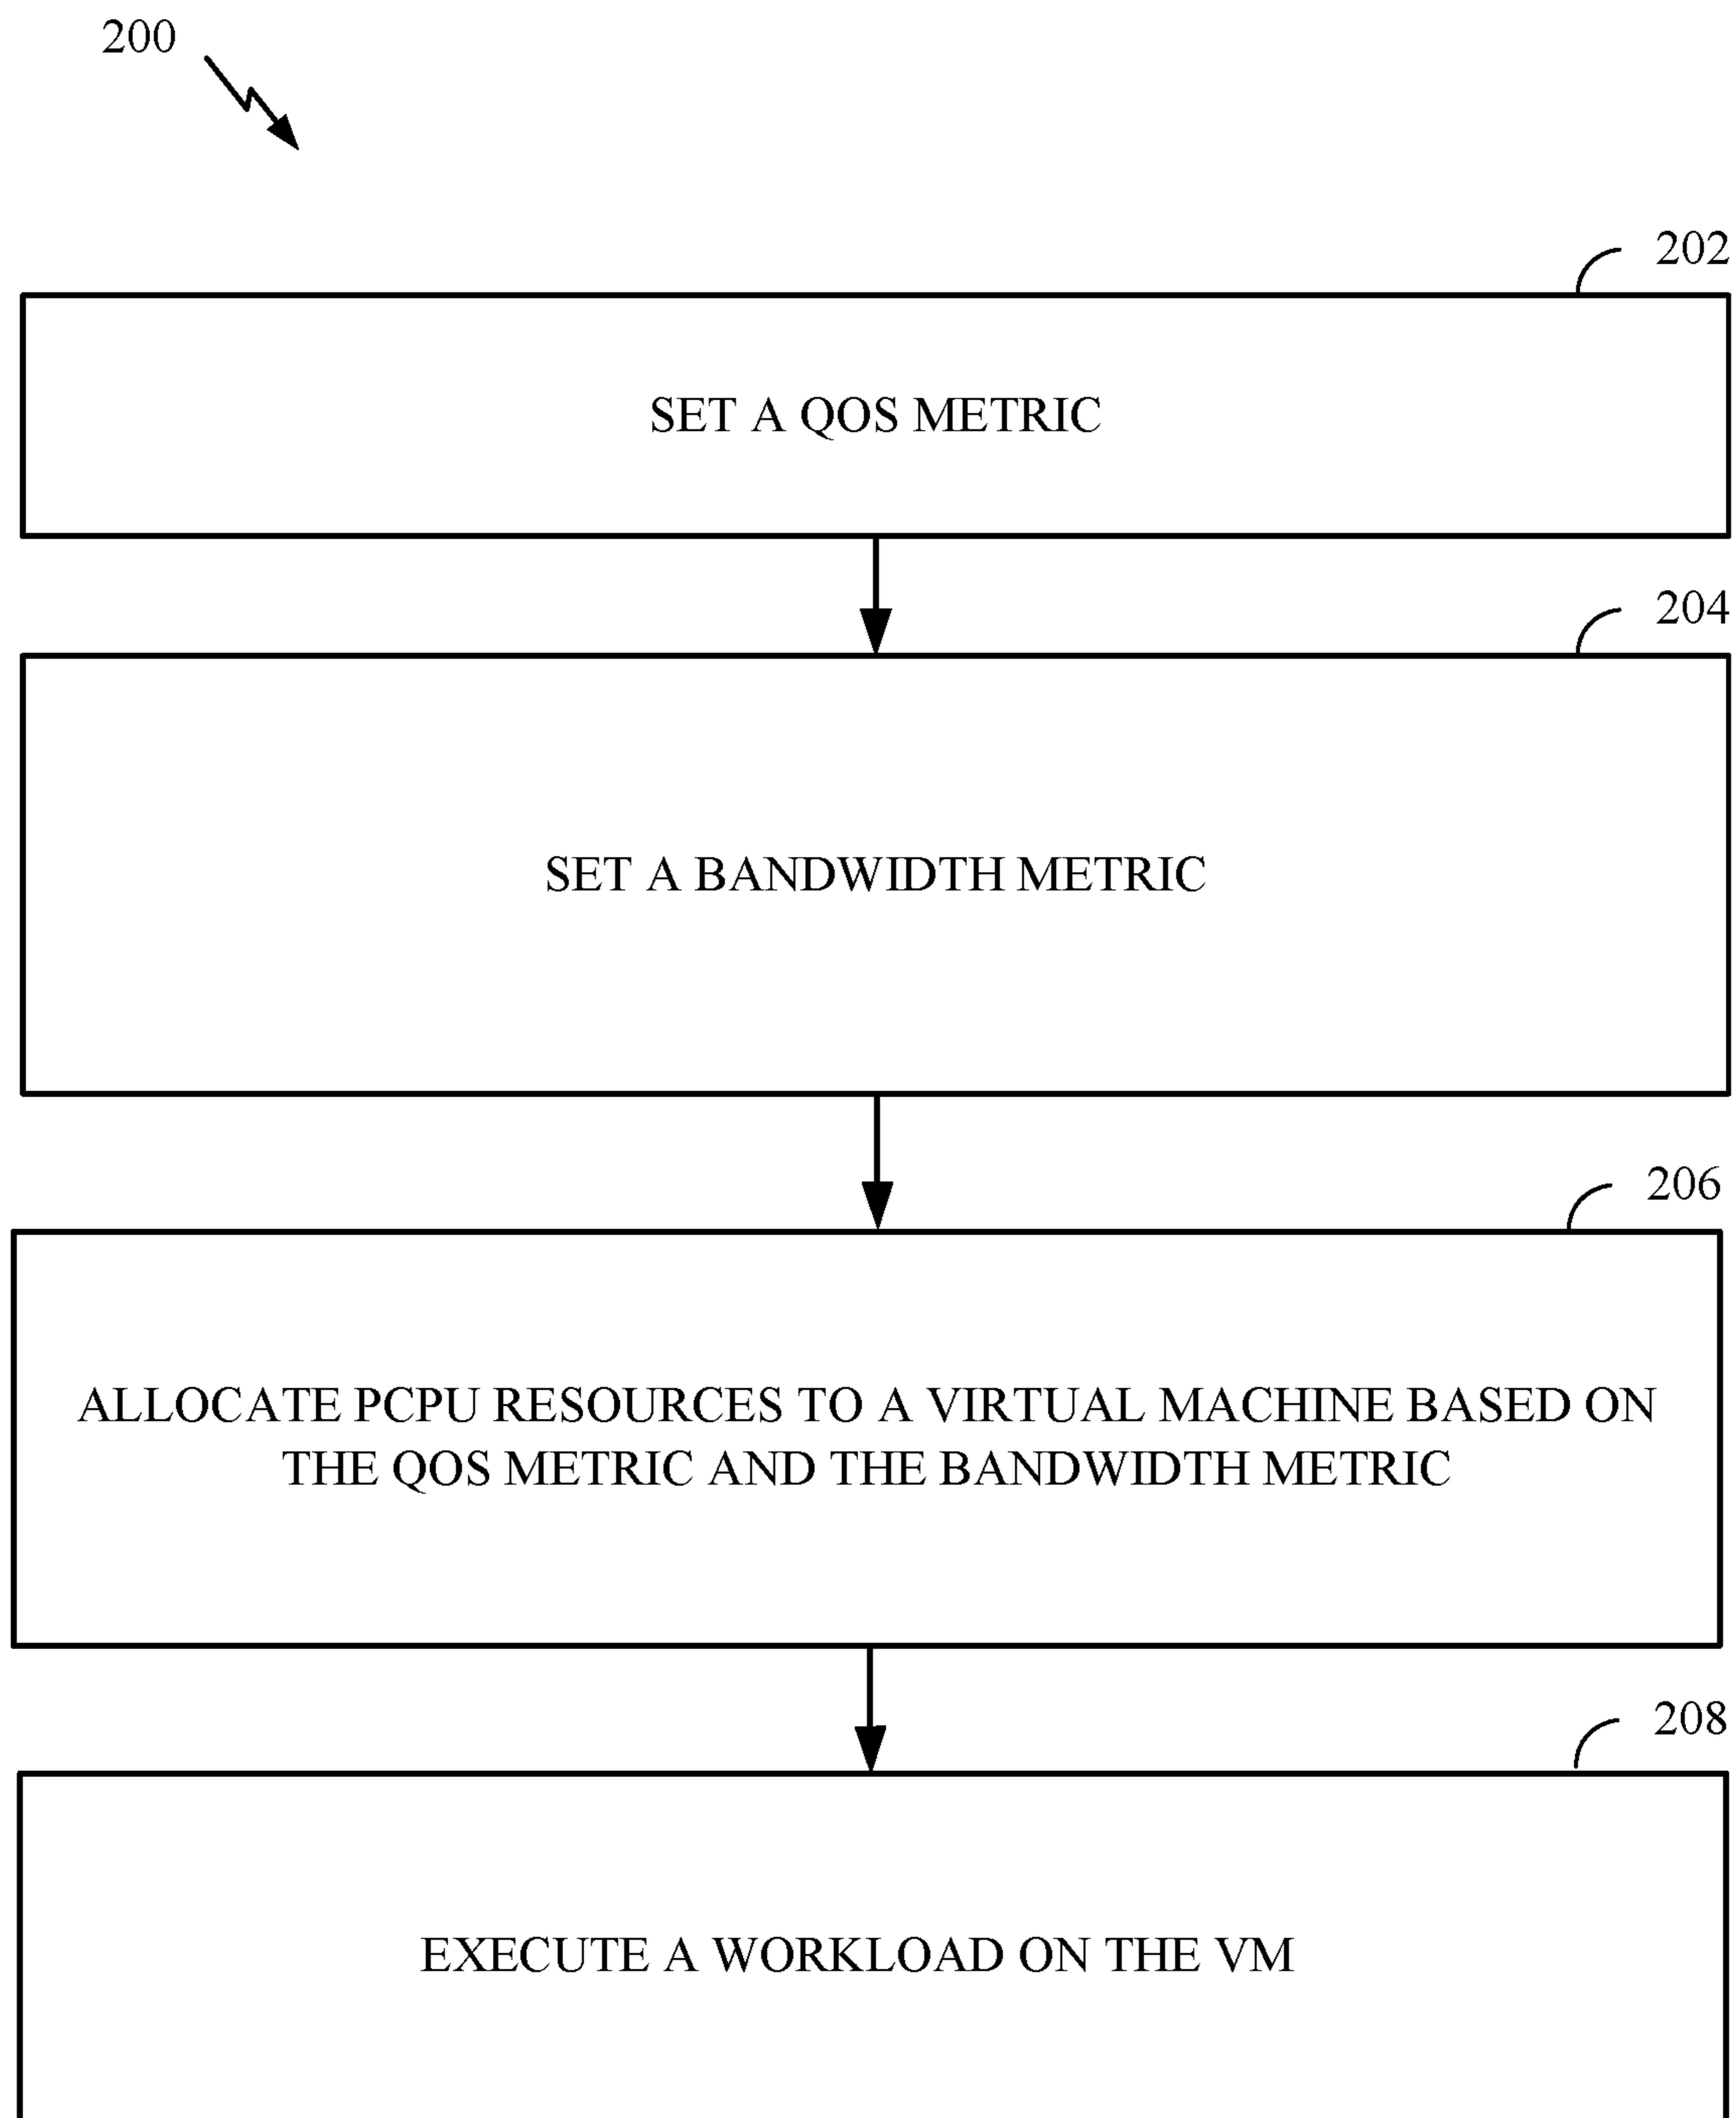 200
202
SET A QOS METRIC
204
SET A BANDWIDTH METRIC
206
ALLOCATE PCPU RESOURCES TO A VIRTUAL MACHINE BASED ON
THE QOS METRIC AND THE BANDWIDTH METRIC
208
EXECUTE A WORKLOAD ON THE VM